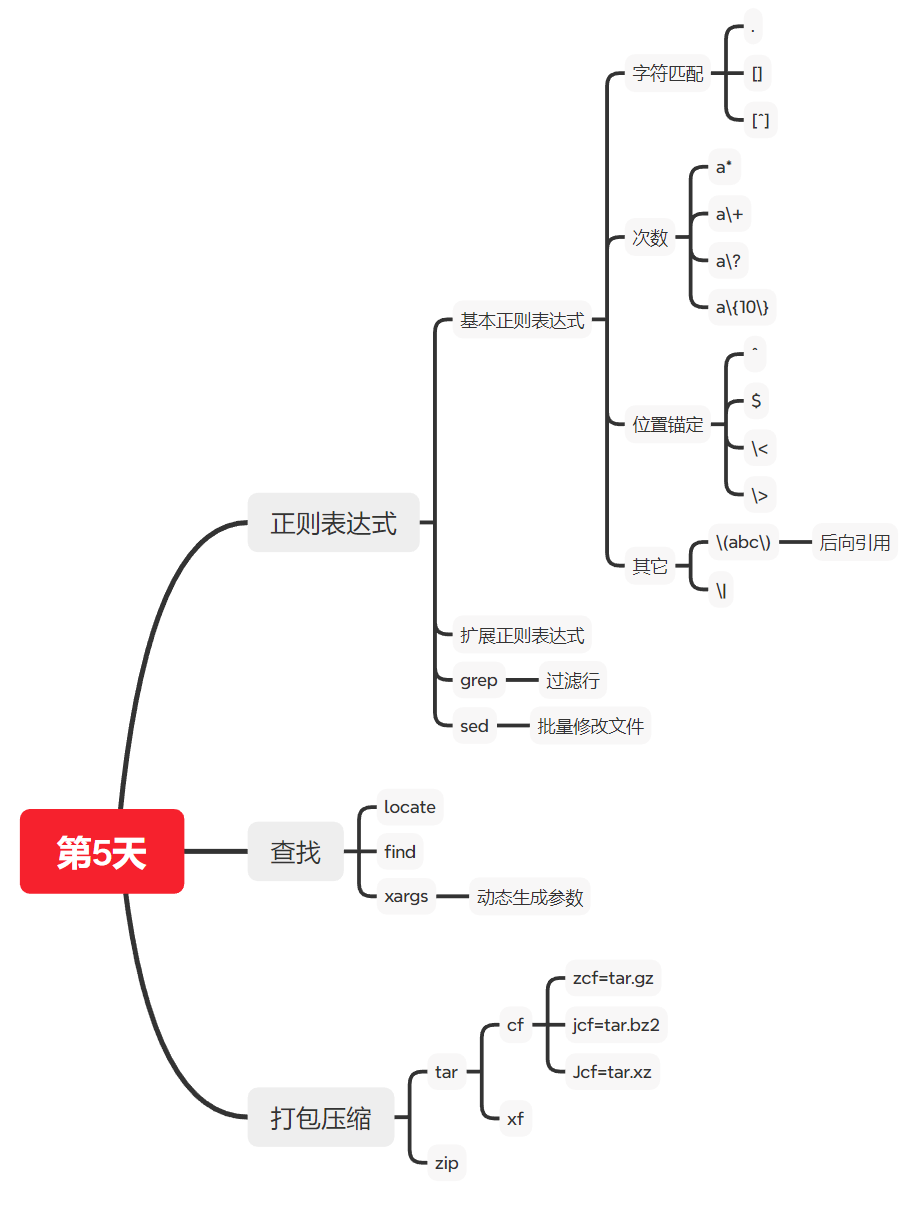 第5天
正则表达式
基本正则表达式
字符匹配
.
[]
[^]
次数
a*
a\+
a\?
a\{10\}
位置锚定
^
$
\<
\>
其它
\(abc\)
后向引用
\|
扩展正则表达式
grep
过滤行
sed
批量修改文件
查找
locate
find
xargs
动态生成参数
打包压缩
tar
cf
zcf=tar.gz
jcf=tar.bz2
Jcf=tar.xz
xf
zip